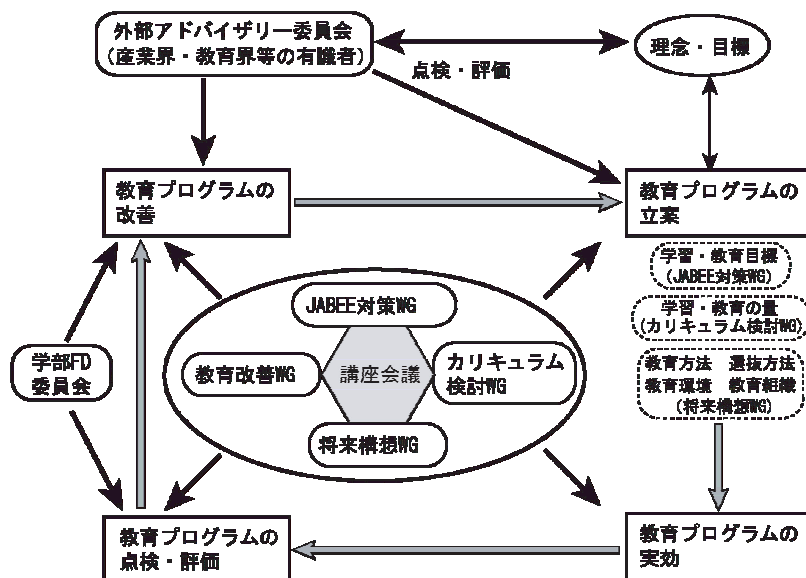 外部アドバイザリー委員会
(産業界・教育界等の有識者)
理念・目標
点検・評価
教育プログラムの
改善
教育プログラムの
立案
学習・教育目標
(JABEE対策WG)
学習・教育の量
(カリキュラム検討WG)
教育方法 選抜方法
教育環境 教育組織
(将来構想WG)
JABEE対策WG
教育改善WG
講座会議
カリキュラム
検討WG
将来構想WG
学部FD
委員会
教育プログラムの
点検・評価
教育プログラムの
実効